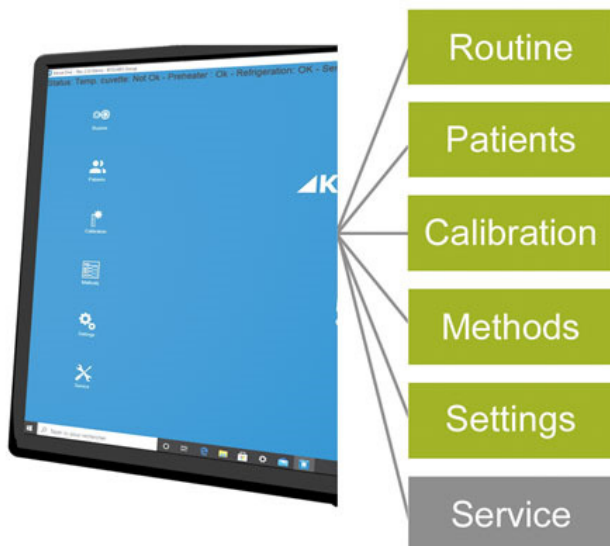 Status: Temp. cuvette: Not Ok - Preheater : Ok - Refrigeration: OK - Ser
Routine
Patients
Calibration
Methods
Settings
Service
K
Routine
Patients
Calibration
Methods
Settings
Service